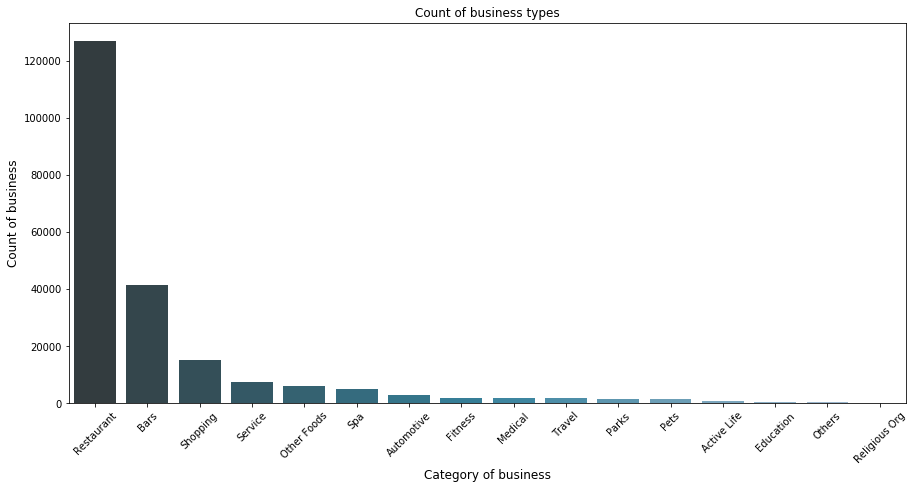 Count of business types
Count of business
120000
100000
80000
60000
40000
20000
0
Restaurant
Bars
Shopping
Service
Other Foods
Spa
Automotive
Fitness
Medical
Travel
Parks
Pets
Active Life
Education
Others
Religious Org
Category of business